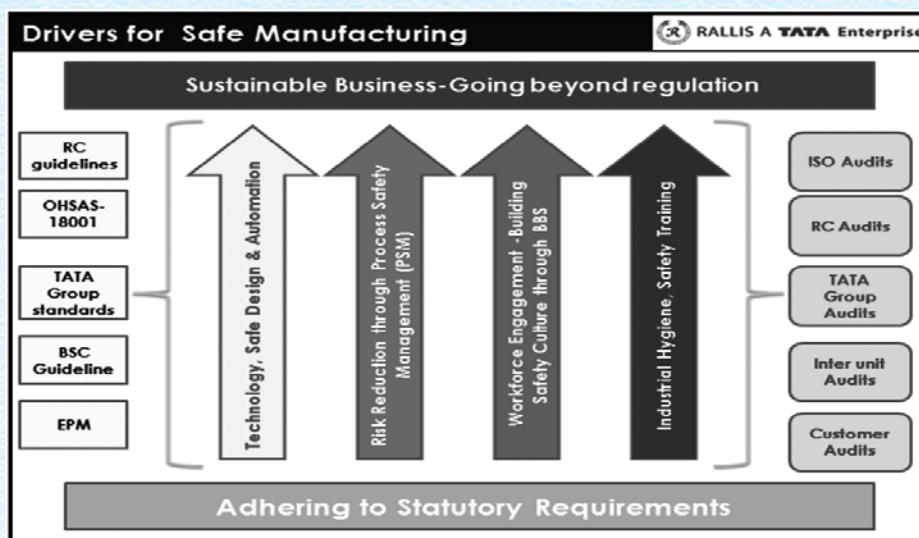 Drivers for Safe Manufacturing
RALLIS A TATA Enterprise
Sustainable Business-Going beyond regulation
RC
guidelines
OHSAS-
18001
TATA
Group
standards
BSC
Guideline
EPM
Technology, Safe Design & Automation
Risk Reduction through Process Safety
Management (PSM)
Workforce Engagement -Building
Safety Culture through BBS
Industrial Hygiene, Safety Training
ISO Audits
RC Audits
TATA
Group
Audits
Inter unit
Audits
Customer
Audits
Adhering to Statutory Requirements